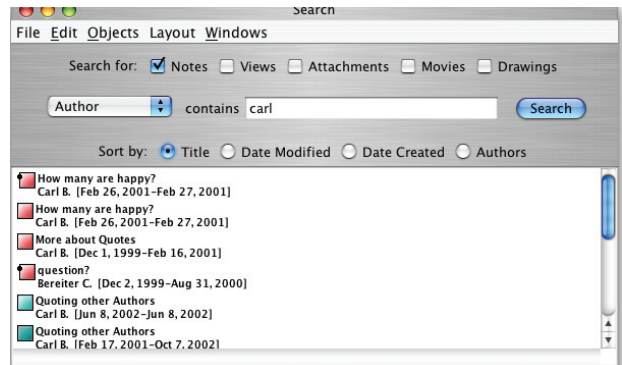 Search
File Edit Objects Layout Windows
Search for: Notes Views Attachments Movies Drawings
Author contains carl Search
Sort by: Title Date Modified Date Created Authors
How many are happy?
Carl B. [Feb 26, 2001-Feb 27, 2001]
How many are happy?
Carl B. [Feb 26, 2001-Feb 27, 2001]
More about Quotes
Carl B. [Dec 1, 1999-Feb 16, 2001]
question?
Bereiter C. [Dec 2, 1999-Aug 31, 2000]
Quoting other Authors
Carl B. [Jun 8, 2002-Jun 8, 2002]
Quoting other Authors
Carl B. [Feb 17, 2001-Oct 7, 2002]